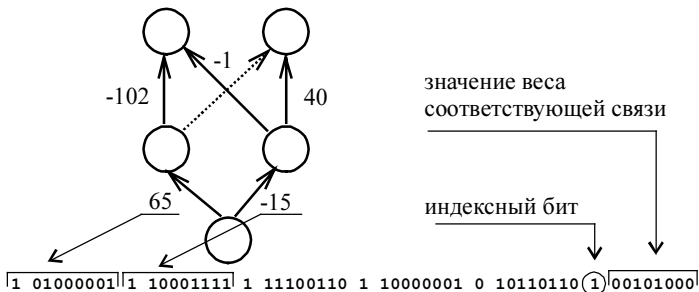 -1
-102
40
значение веса
соответствующей связи
65
-15
индексный бит
1 01000001 1 10001111 1 11100110 1 10000001 0 10110110 1 00101000